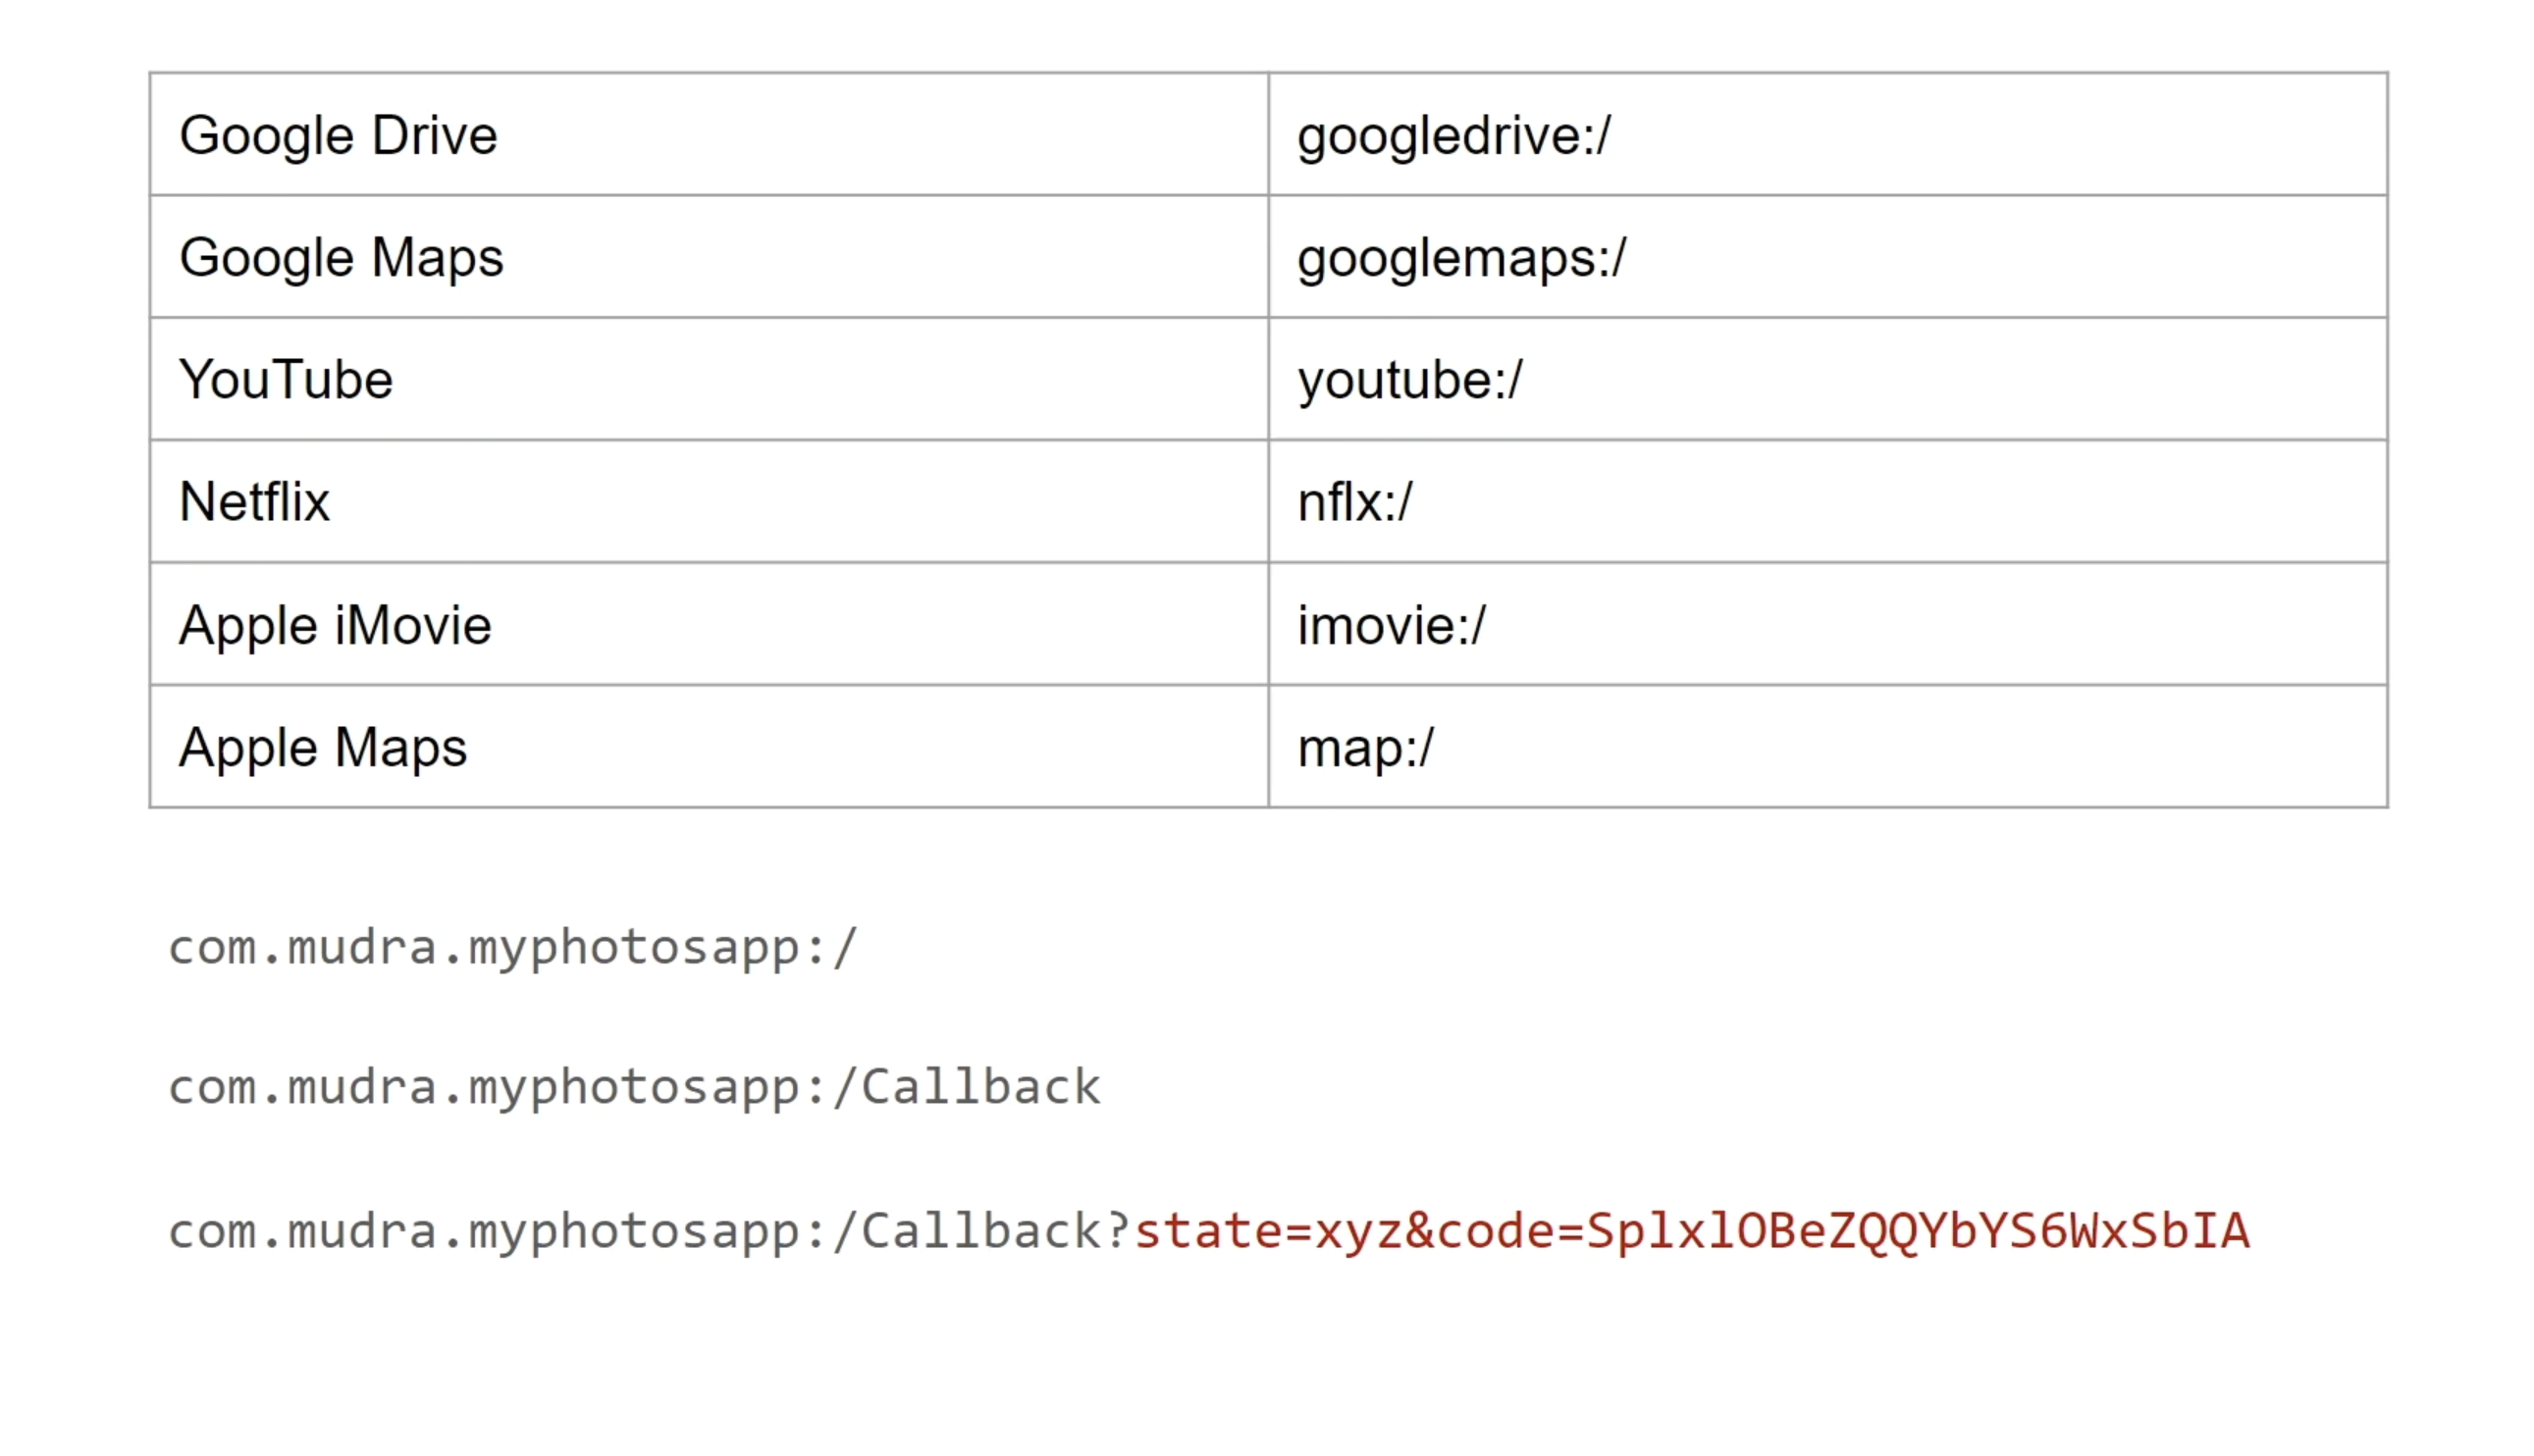 Google Drive googledrive:/
Google Maps googlemaps:/
YouTube youtube:/
Netflix nflx:/
Apple iMovie imovie:/
Apple Maps map:/
com.mudra.myphotosapp:/
com.mudra.myphotosapp:/Callback
com.mudra.myphotosapp:/Callback?state=xyz&code=SplxlOBeZQQYbYS6WxSbIA